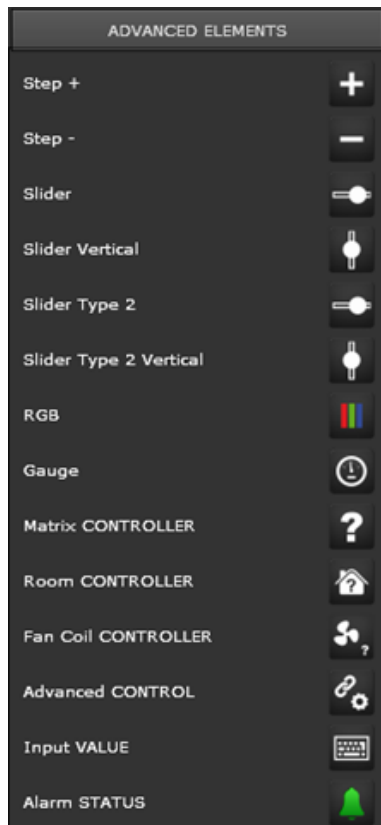 ADVANCED ELEMENTS
Step +
Step -
Slider
Slider Vertical
Slider Type 2
Slider Type 2 Vertical
RGB
Gauge
Matrix CONTROLLER
Room CONTROLLER
Fan Coil CONTROLLER
Advanced CONTROL
Input VALUE
Alarm STATUS